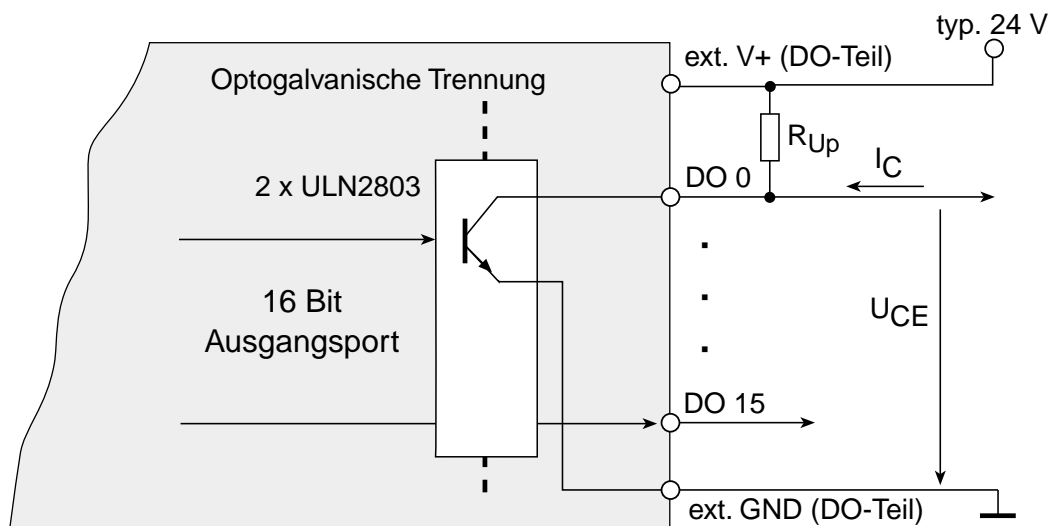 typ. 24 V
ext. V+ (DO-Teil)
Optogalvanische Trennung
RUp
2 x ULN2803
DO 0
IC
16 Bit
Ausgangsport
UCE
DO 15
ext. GND (DO-Teil)